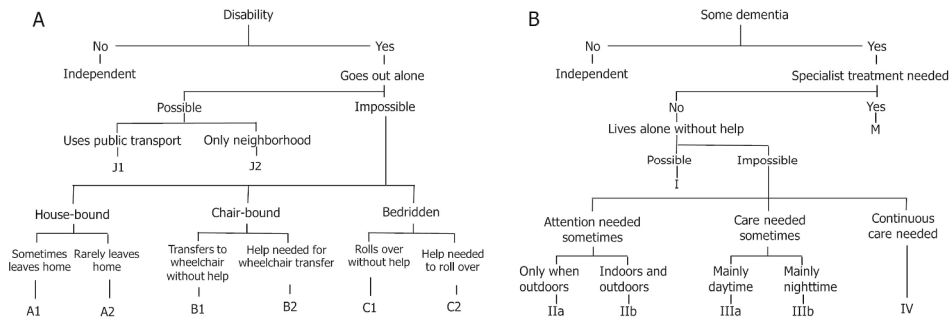 A
Disability
No
Yes
Independent
Goes out alone
Possible
Impossible
Uses public transport
Only neighborhood
J1
J2
House-bound
Chair-bound
Bedridden
Sometimes
leaves home
Rarely leaves
home
Transfers to
wheelchair
without help
Help needed for
wheelchair transfer
Rolls over
without help
Help needed
to roll over
A1
A2
B1
B2
C1
C2
B
Some dementia
No
Yes
Independent
Specialist treatment needed
No
Yes
Lives alone without help
M
Possible
Impossible
I
Attention needed
sometimes
Care needed
sometimes
Continuous
care needed
Only when
outdoors
Indoors and
outdoors
Mainly
daytime
Mainly
nighttime
IIa
IIb
IIIa
IIIb
IV